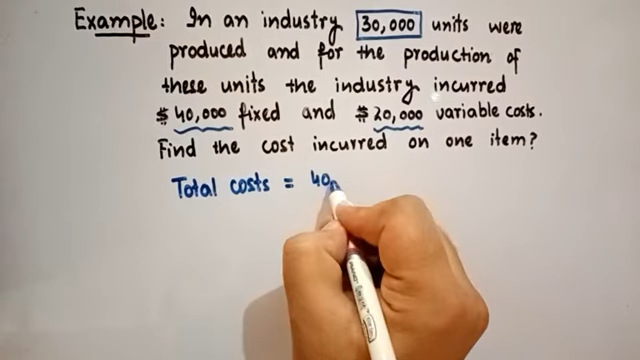 Example: In an industry 30,000 units were
produced and for the production of
these units the industry incurred
$ 40,000 fixed and $ 20,000 variable costs.
Find the cost incurred on one item?
Total costs = 40